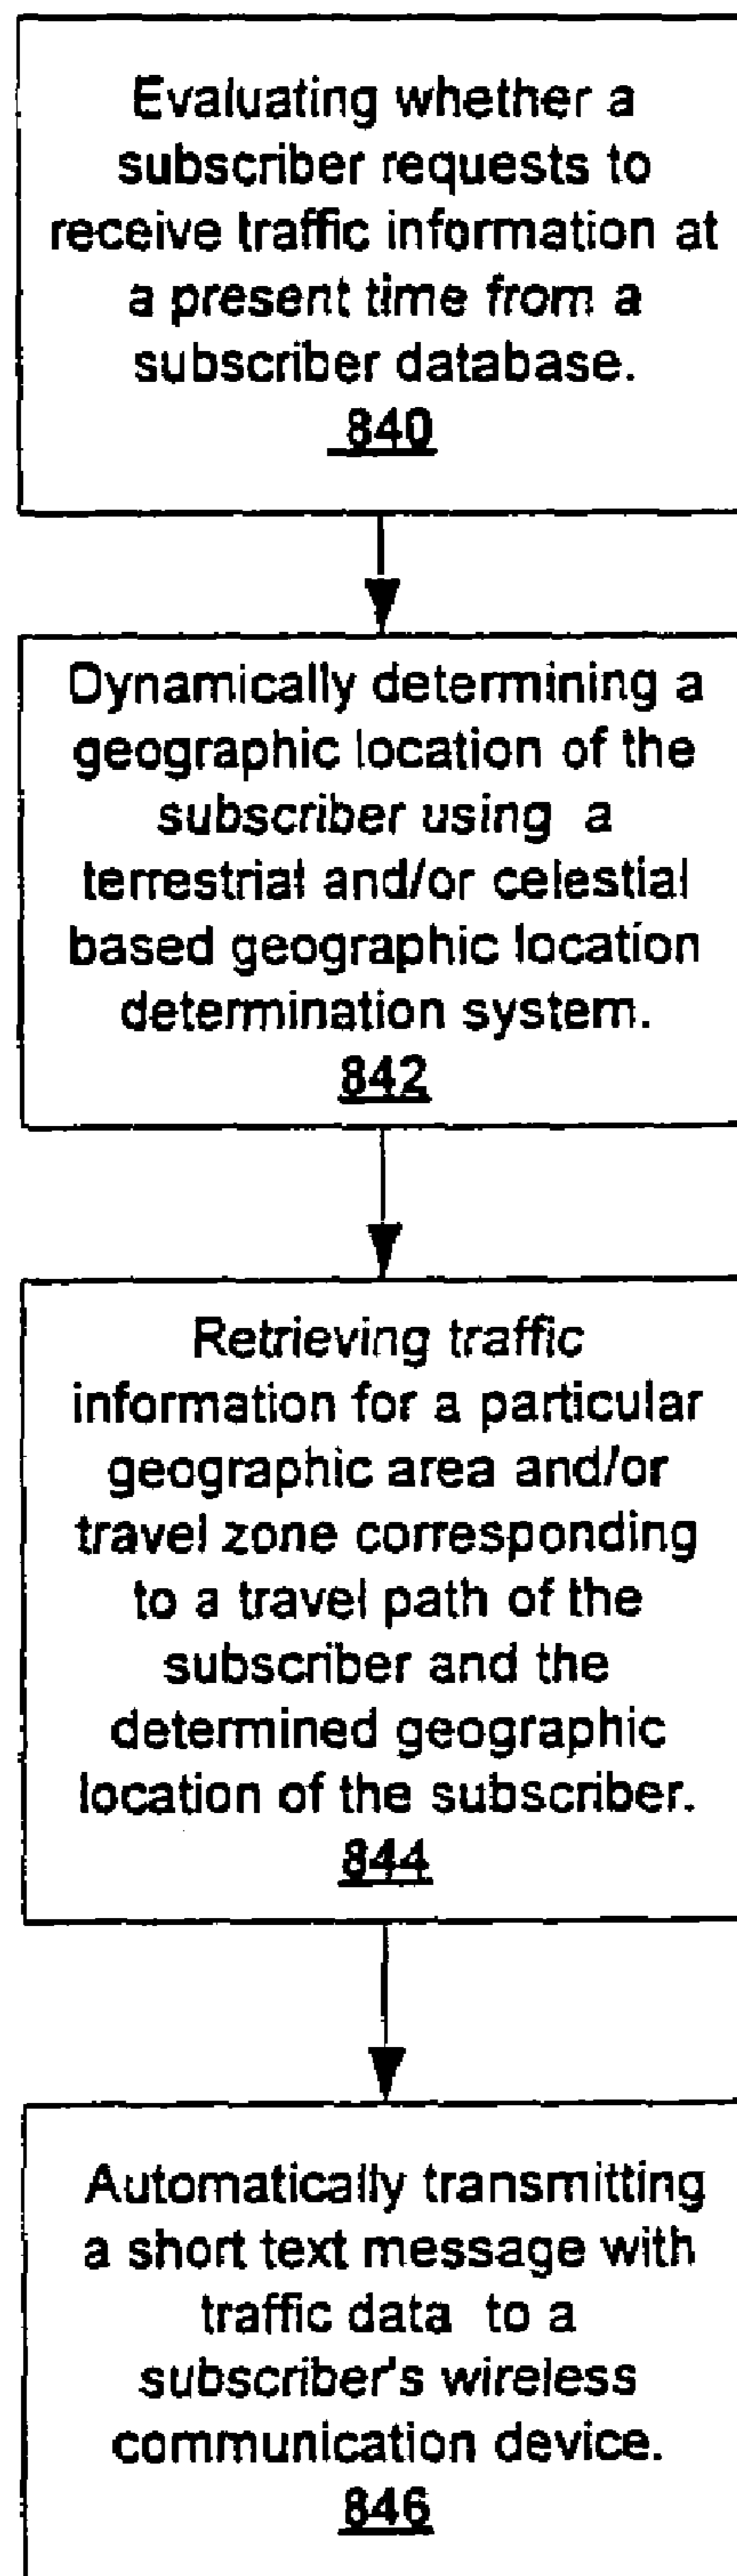 Evaluating whether a
subscriber requests to
receive traffic information at
a present time from a
subscriber database.
840
Dynamically determining a
geographic location of the
subscriber using a
terrestrial and/or celestial
based geographic location
determination system.
842
Retrieving traffic
information for a particular
geographic area and/or
travel zone corresponding
to a travel path of the
subscriber and the
determined geographic
location of the subscriber.
844
Automatically transmitting
a short text message with
traffic data to a
subscriber's wireless
communication device.
846